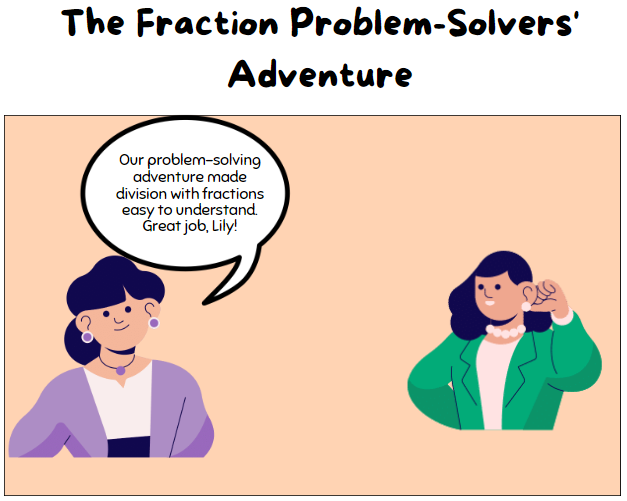 The Fraction Problem-Solvers'
Adventure
Our problem-solving
adventure made
division with fractions
easy to understand.
Great job, Lily!